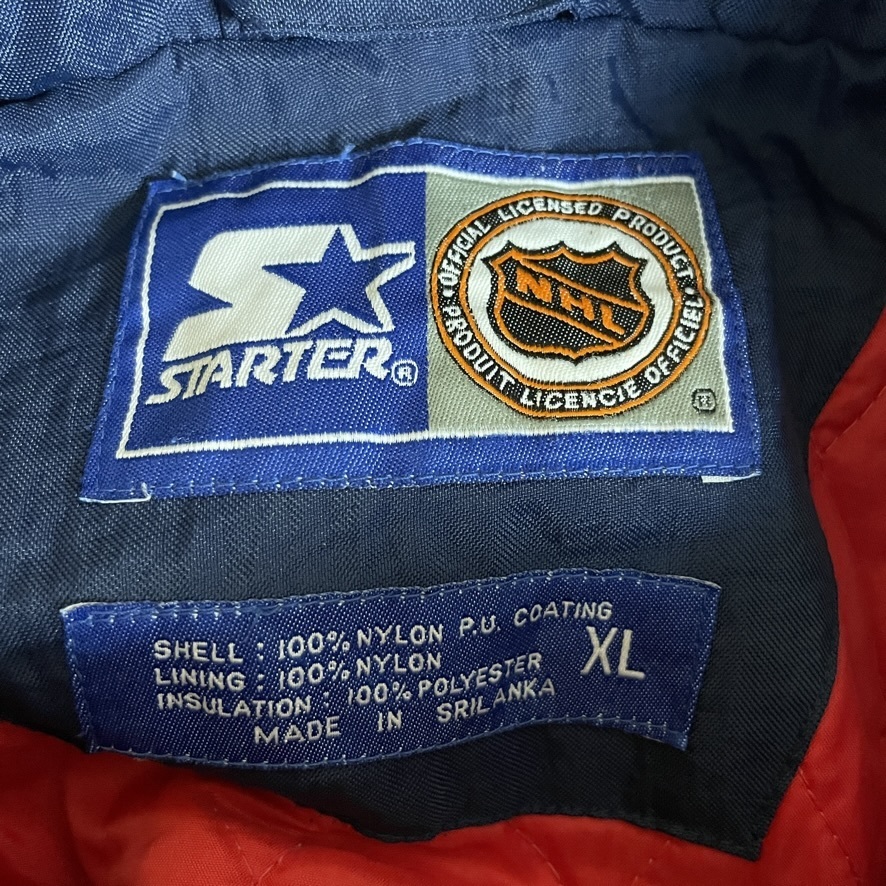 STARTER®
OFFICIAL LICENSED PRODUCT
NHL
PRODUIT LICENCIE OFFICIEL
®
SHELL : 100% NYLON P.U. COATING
LINING : 100% NYLON
XL
INSULATION : 100% POLYESTER
MADE IN SRILANKA